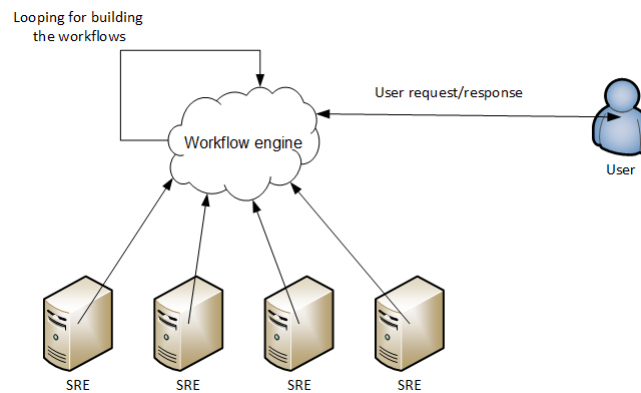 Looping for building
the workflows
User request/response
Workflow engine
User
SRE
SRE
SRE
SRE